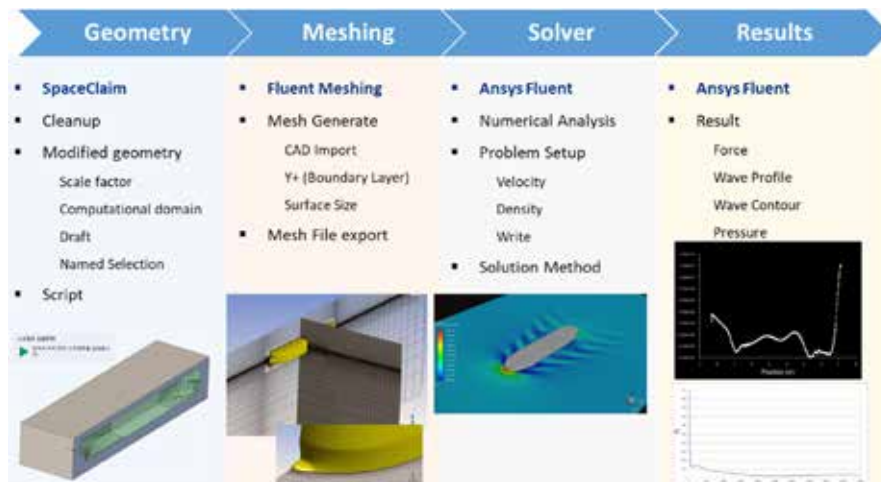 Geometry
Meshing
Solver
Results
SpaceClaim
Cleanup
Modified geometry
Scale factor
Computational domain
Draft
Named Selection
Script
Fluent Meshing
Mesh Generate
CAD Import
Y+ (Boundary Layer)
Surface Size
Mesh File export
Ansys Fluent
Numerical Analysis
Problem Setup
Velocity
Density
Write
Solution Method
Ansys Fluent
Result
Force
Wave Profile
Wave Contour
Pressure